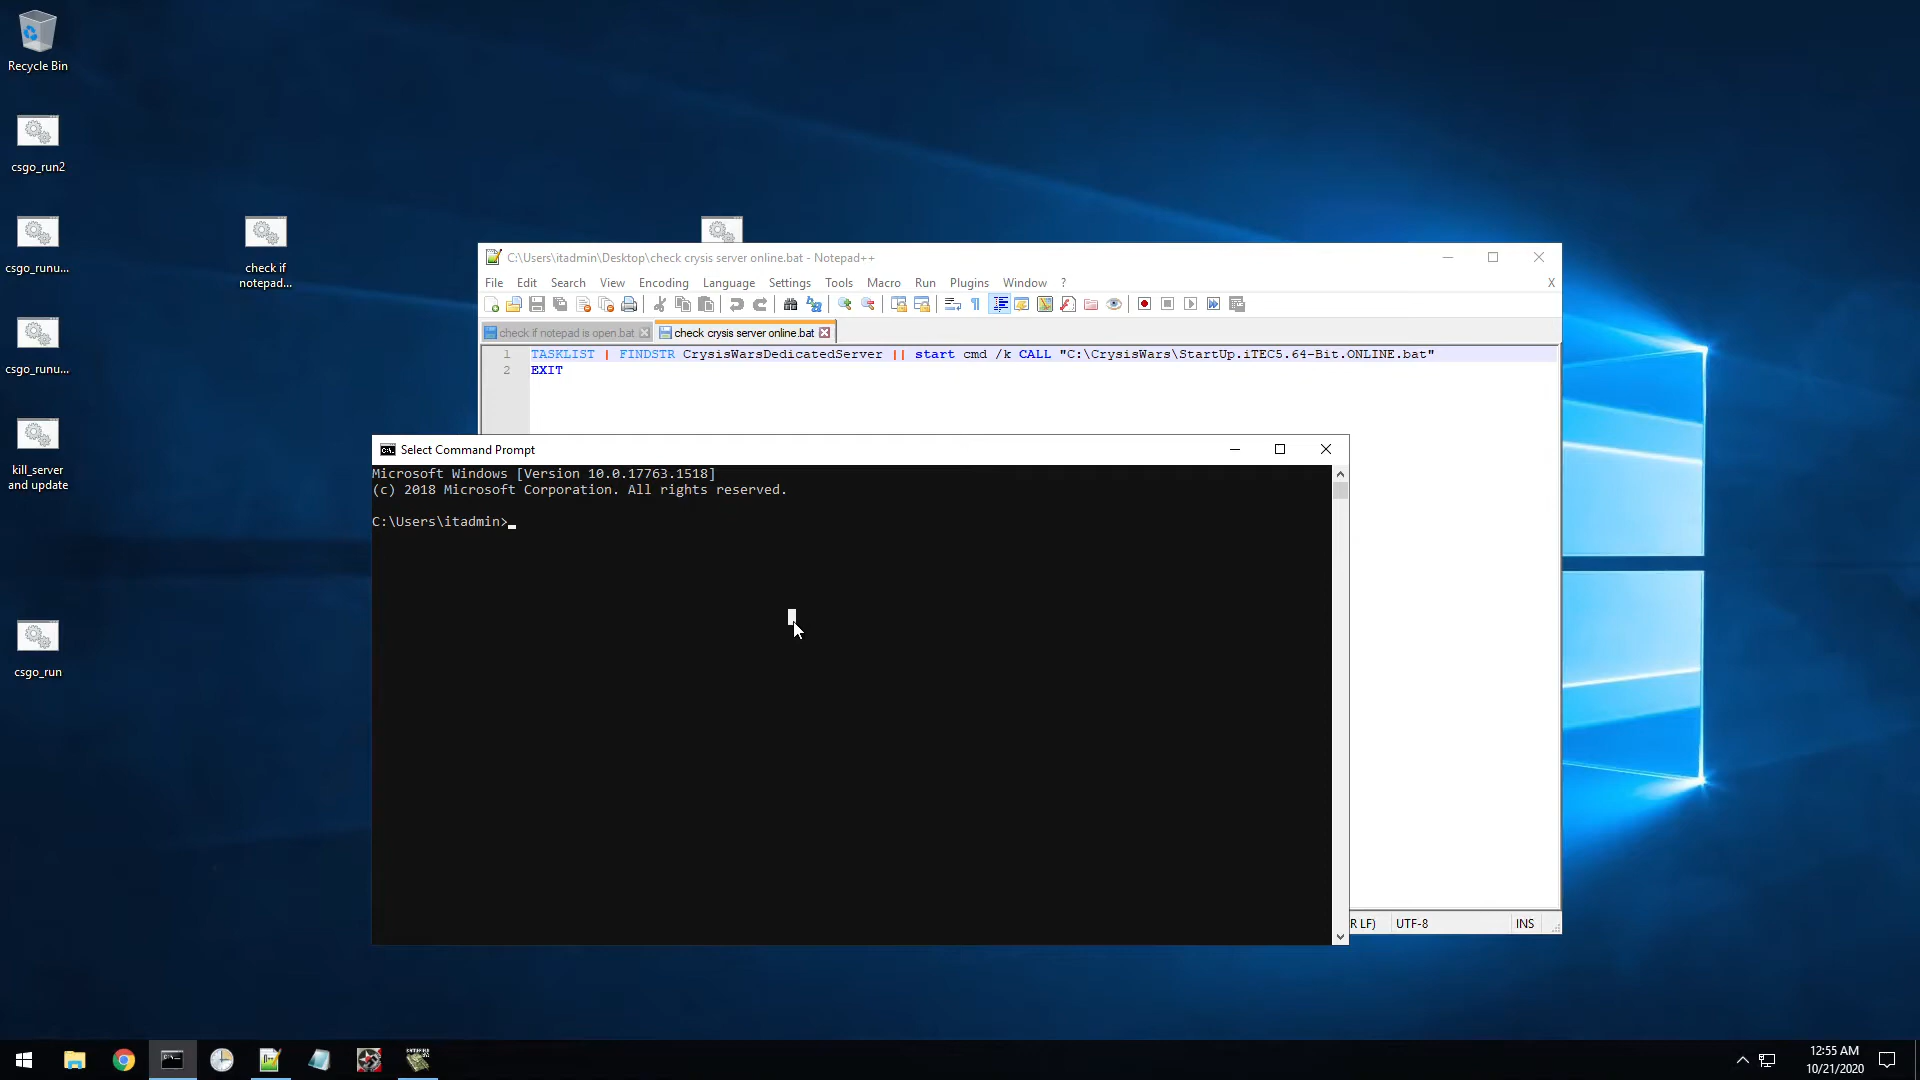 Recycle Bin
csgo_run2
csgo_runu...
csgo_runu...
kill_server
and update
csgo_run
check if
notepad...
C:\Users\itadmin\Desktop\check crysis server online.bat - Notepad++
File Edit Search View Encoding Language Settings Tools Macro Run Plugins Window ? X
check if notepad is open.bat check crysis server online.bat
1 TASKLIST | FINDSTR CrysisWarsDedicatedServer || start cmd /k CALL "C:\CrysisWars\StartUp.iTEC5.64-Bit.ONLINE.bat"
2 EXIT
Select Command Prompt
Microsoft Windows [Version 10.0.17763.1518]
(c) 2018 Microsoft Corporation. All rights reserved.
C:\Users\itadmin>
R LF) UTF-8 INS
12:55 AM
10/21/2020